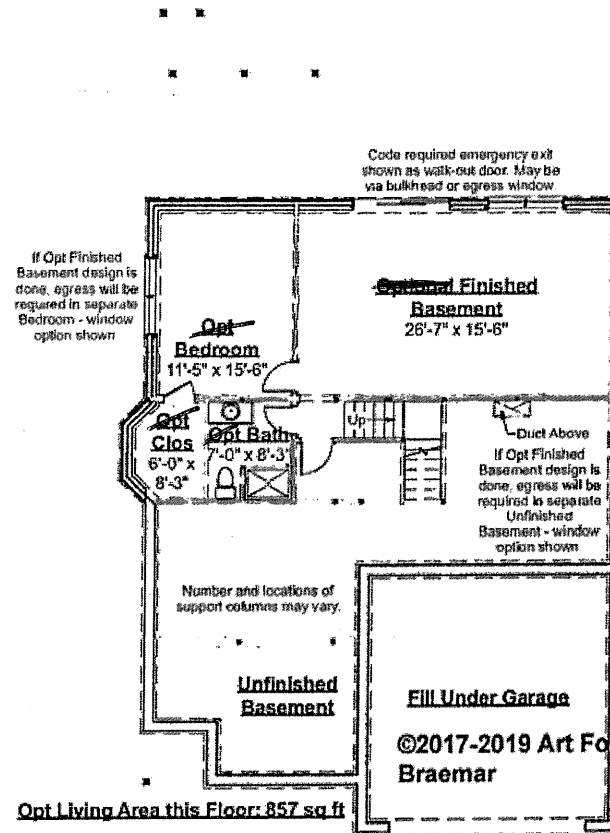 Code required emergency exit
shown as walk-out door. May be
via bulkhead or egress window.
If Opt Finished
Basement design is
done, egress will be
required in separate
Bedroom - window
option shown
Optional Finished
Basement
26'-7" x 15'-6"
Opt
Bedroom
11'-5" x 15'-6"
Opt
Clos
6'-0" x
8'-3"
Opt Bath
7'-0" x 8'-3"
Up
Duct Above
If Opt Finished
Basement design is
done, egress will be
required in separate
Unfinished
Basement - window
option shown
Number and locations of
support columns may vary.
Unfinished
Basement
Fill Under Garage
©2017-2019 Art Fo
Braemar
Opt Living Area this Floor: 857 sq ft